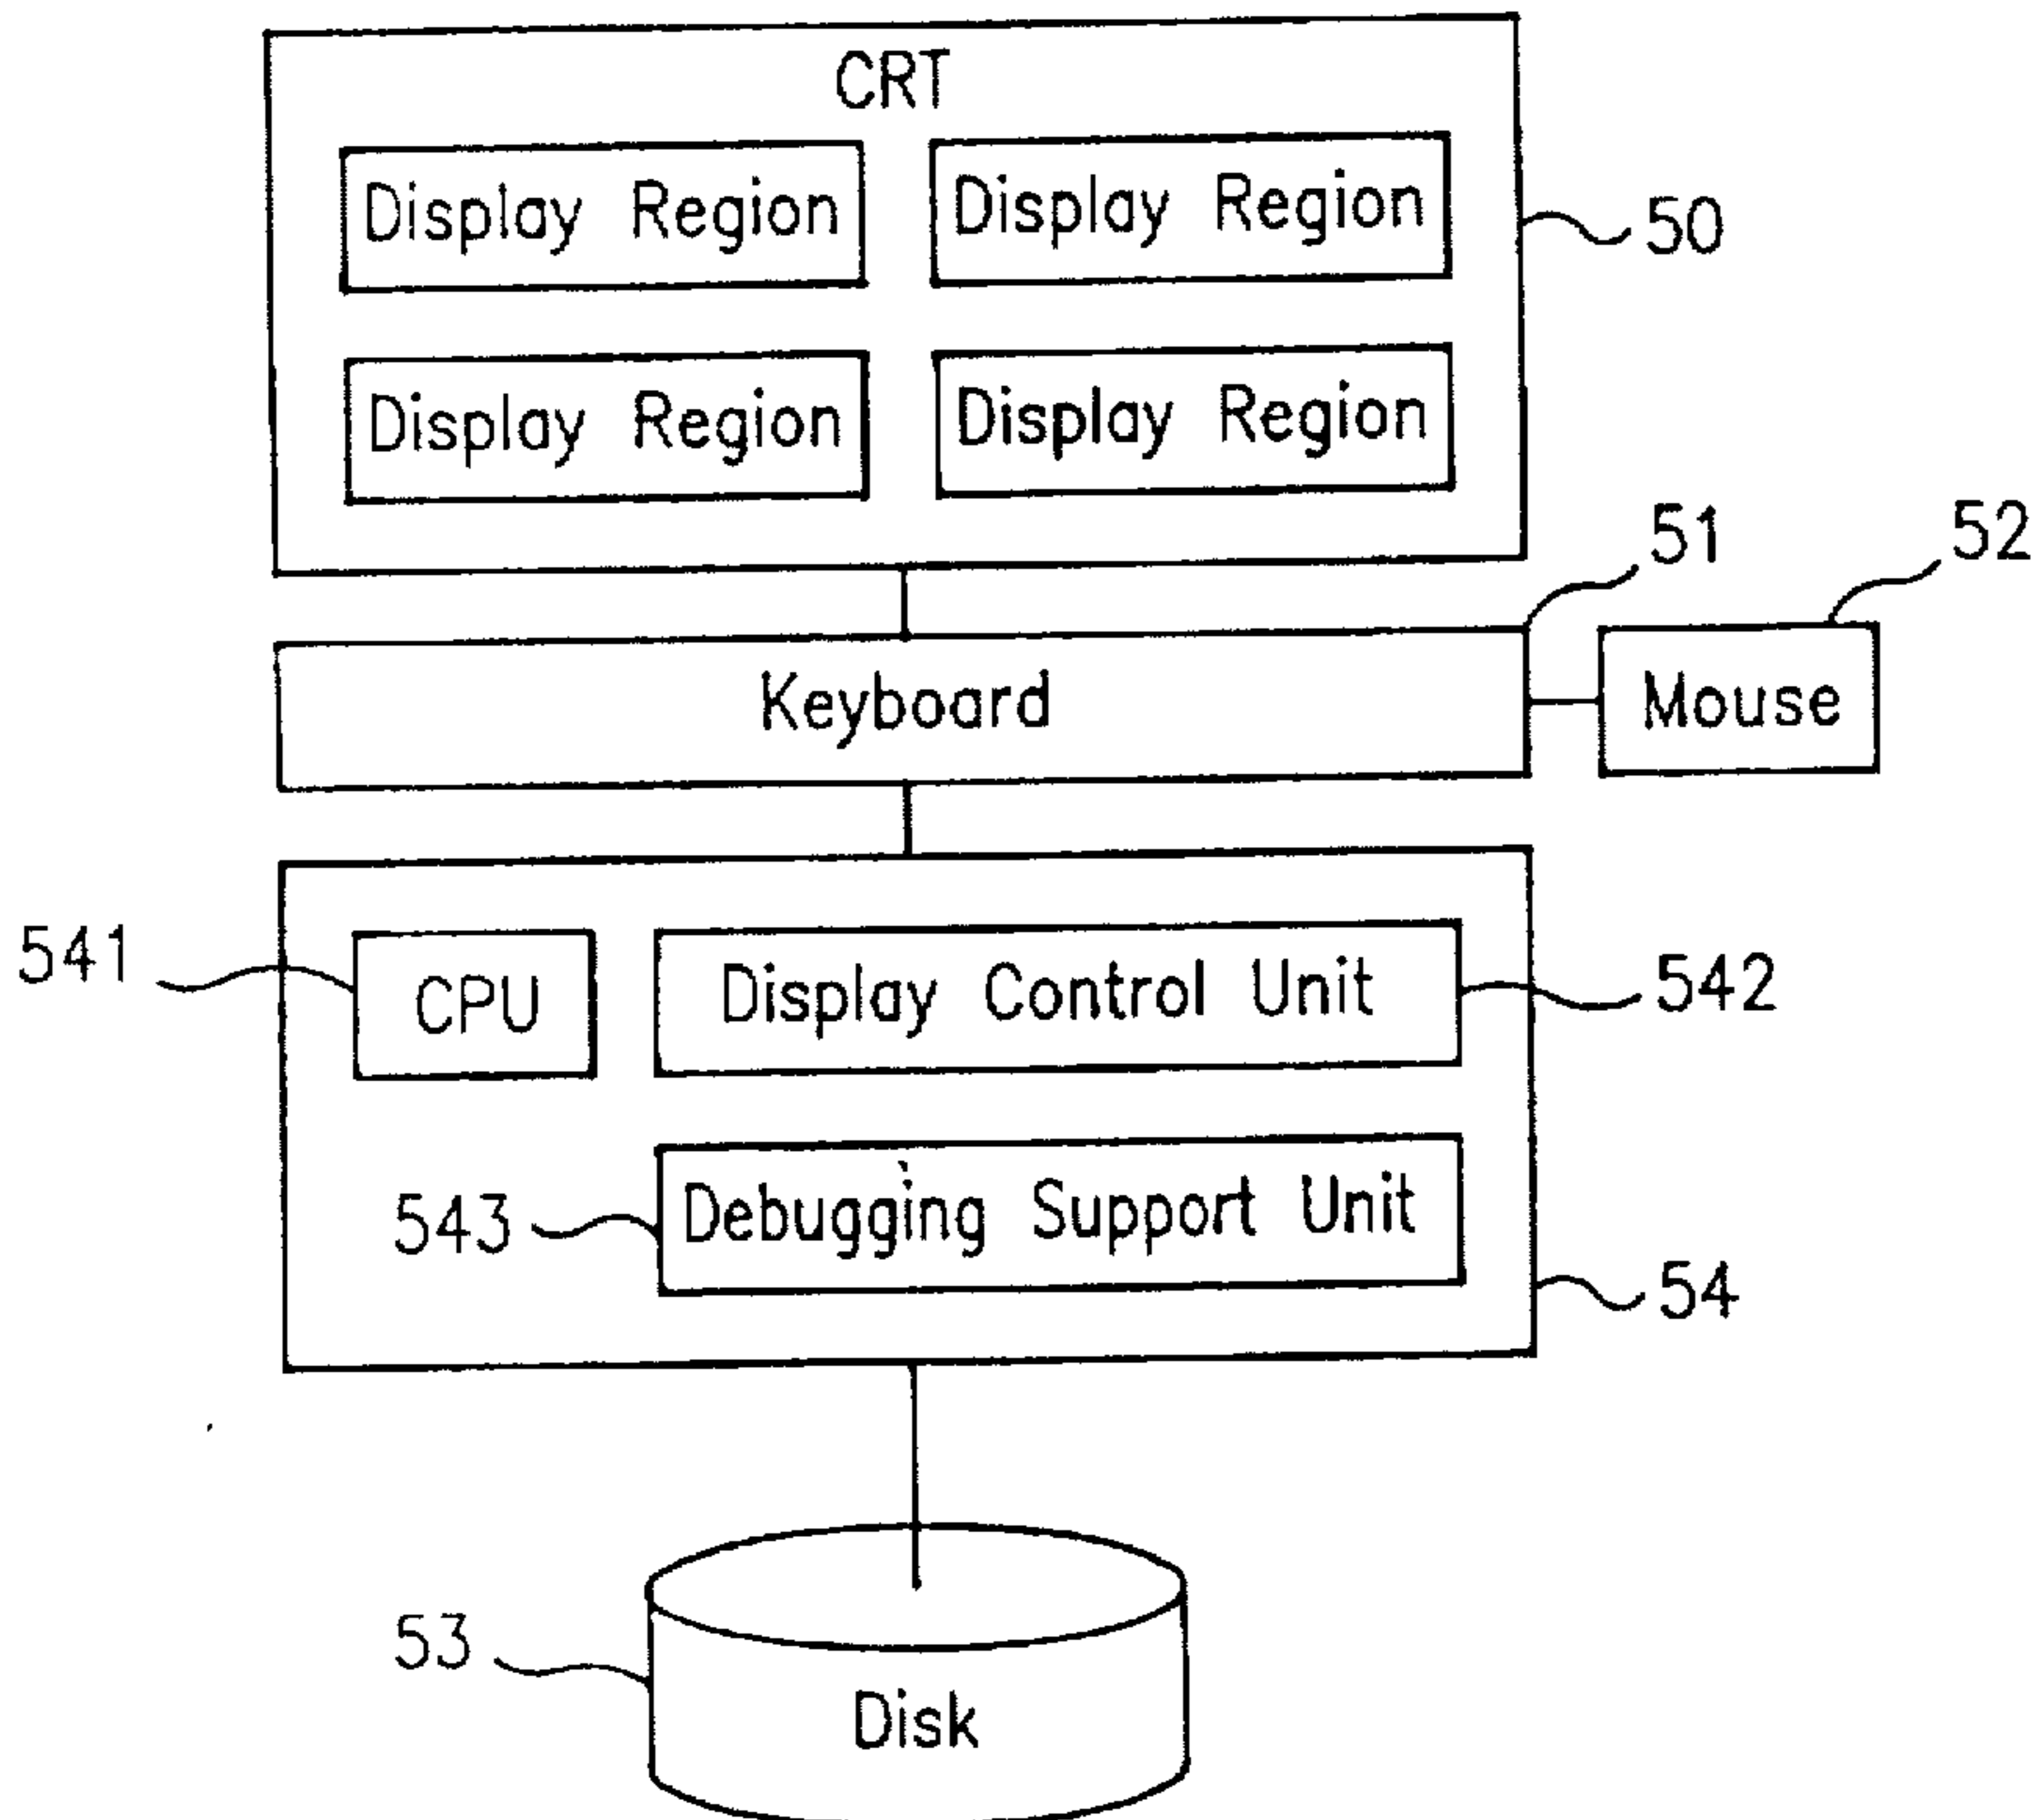 CRT
Display Region
Display Region
50
Display Region
Display Region
51
52
Keyboard
Mouse
541
CPU
Display Control Unit
542
543
Debugging Support Unit
54
53
Disk